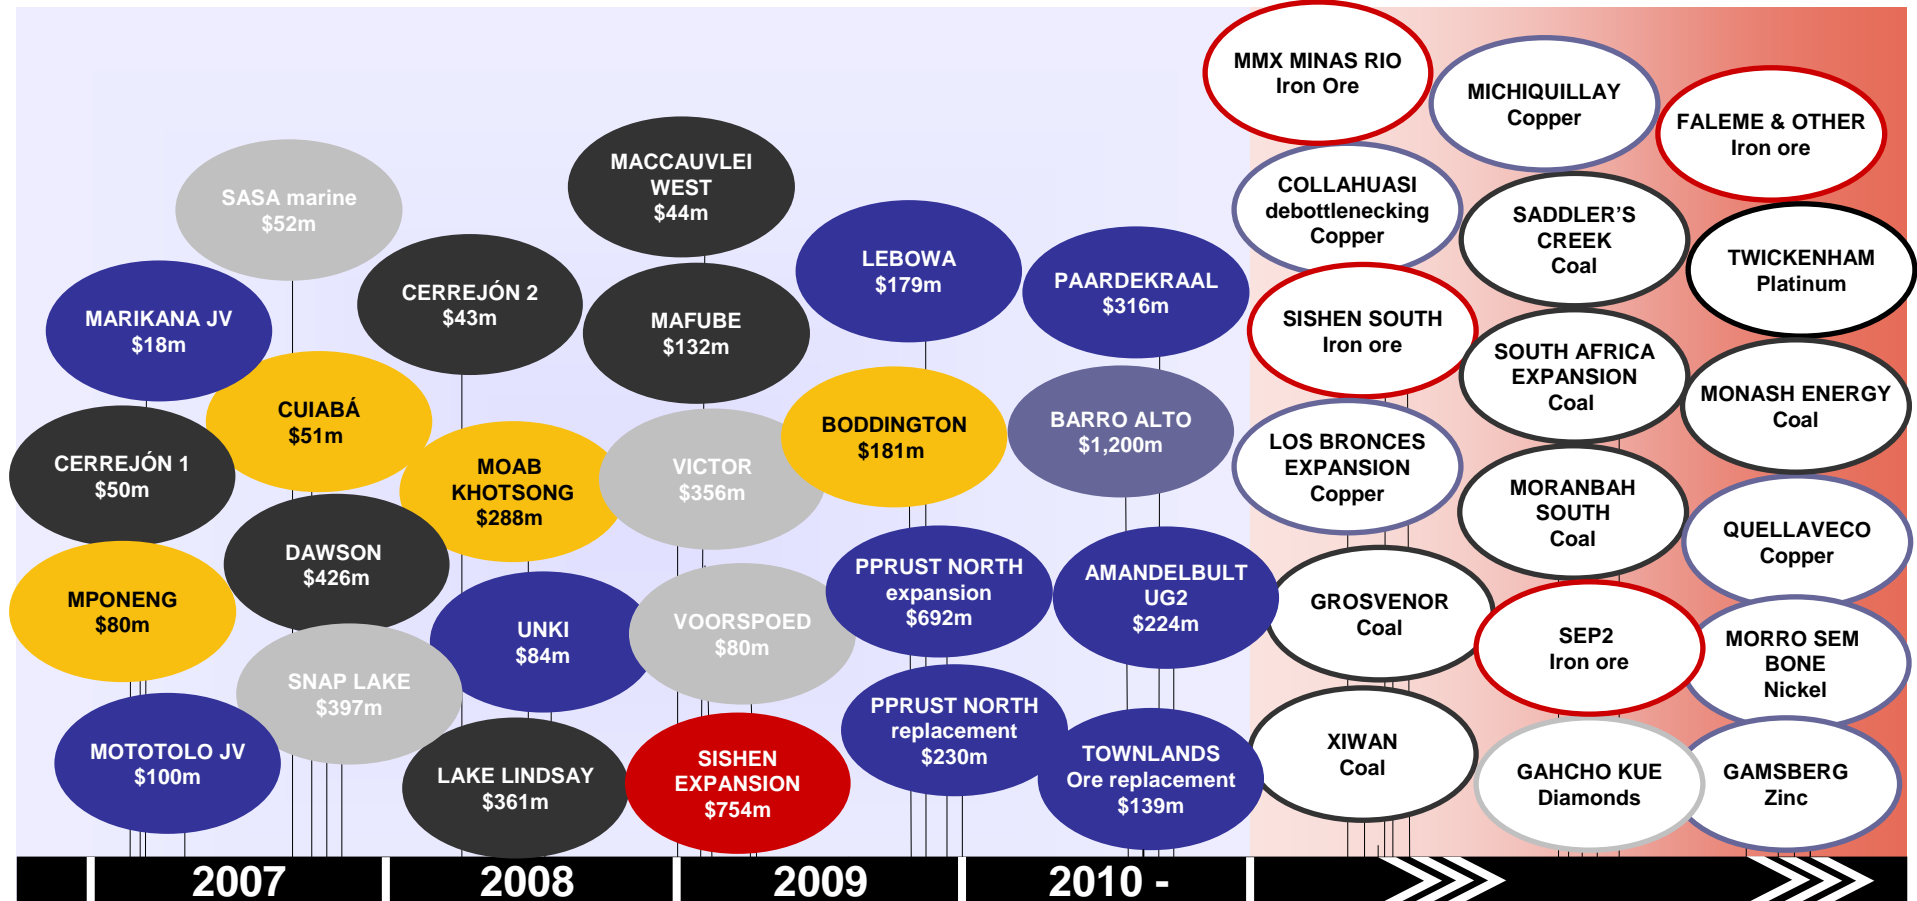 SASA marine
$52m
MARIKANA JV
$18m
CUIABÁ
$51m
CERREJÓN 1
$50m
DAWSON
$426m
MPONENG
$80m
SNAP LAKE
$397m
MOTOTOLO JV
$100m
MACCAUVLEI
WEST
$44m
CERREJÓN 2
$43m
MAFUBE
$132m
MOAB
KHOTSONG
$288m
VICTOR
$356m
UNKI
$84m
VOORSPOED
$80m
LAKE LINDSAY
$361m
SISHEN
EXPANSION
$754m
LEBOWA
$179m
PAARDEKRAAL
$316m
BODDINGTON
$181m
BARRO ALTO
$1,200m
PPRUST NORTH
expansion
$692m
AMANDELBULT
UG2
$224m
PPRUST NORTH
replacement
$230m
TOWNLANDS
Ore replacement
$139m
MMX MINAS RIO
Iron Ore
COLLAHUASI
debottlenecking
Copper
SISHEN SOUTH
Iron ore
LOS BRONCES
EXPANSION
Copper
GROSVENOR
Coal
XIWAN
Coal
MICHIQUILLAY
Copper
SADDLER'S
CREEK
Coal
SOUTH AFRICA
EXPANSION
Coal
MORANBAH
SOUTH
Coal
SEP2
Iron ore
GAHCHO KUE
Diamonds
FALEME & OTHER
Iron ore
TWICKENHAM
Platinum
MONASH ENERGY
Coal
QUELLAVECO
Copper
MORRO SEM
BONE
Nickel
GAMSBERG
Zinc
2007
2008
2009
2010 -